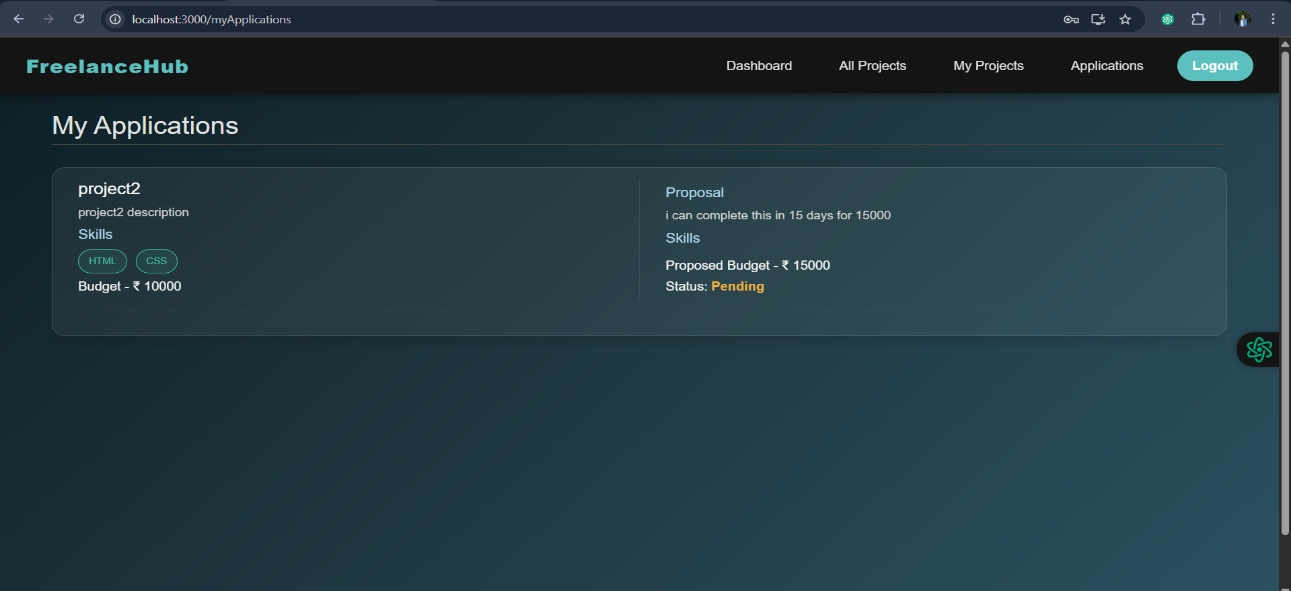 localhost:3000/myApplications
FreelanceHub
Dashboard
All Projects
My Projects
Applications
Logout
My Applications
project2
project2 description
Skills
HTML
CSS
Budget - ₹ 10000
Proposal
i can complete this in 15 days for 15000
Skills
Proposed Budget - ₹ 15000
Status: Pending